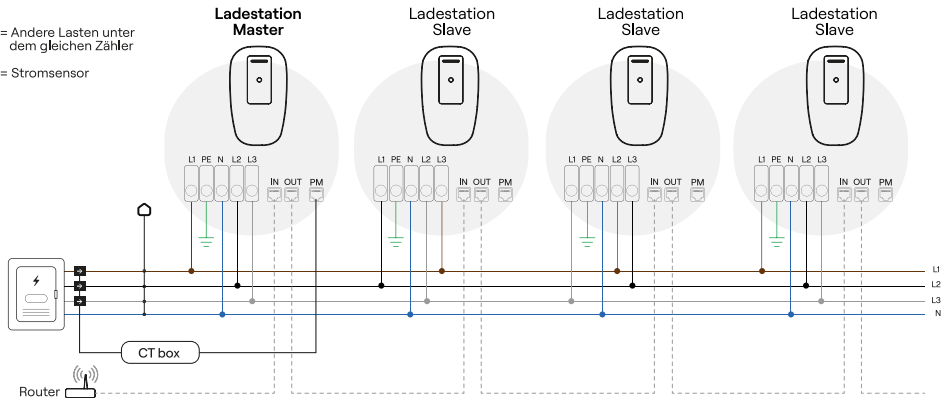 = Andere Lasten unter
dem gleichen Zähler
= Stromsensor
Ladestation
Master
Ladestation
Slave
Ladestation
Slave
Ladestation
Slave
L1 PE N L2 L3
IN OUT PM
L1 PE N L2 L3
IN OUT PM
L1 PE N L2 L3
IN OUT PM
L1 PE N L2 L3
IN OUT PM
L1
L2
L3
N
CT box
Router